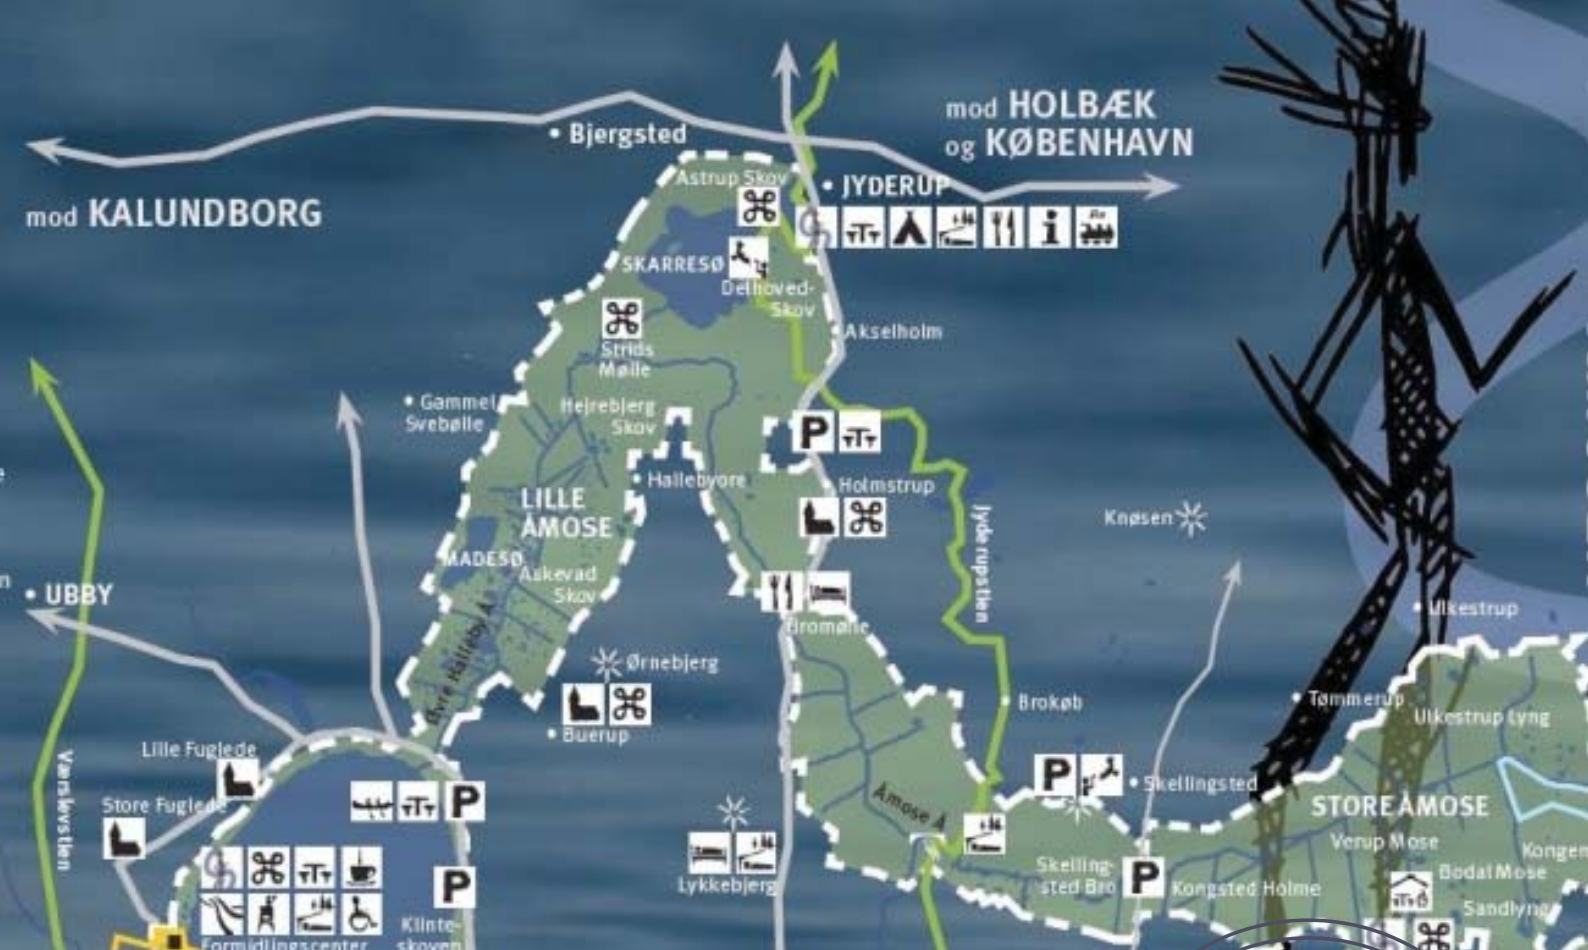 mod HOLBÆK
og KØBENHAVN
• Bjergsted
Astrup Skov
• JYDERUP
mod KALUNDBORG
SKARRESØ
Delhoved-
Skov
Akselholm
Strids
Mølle
• Gammel
Svebølle
Hejrebjerg
Skov
P
• Hallebyore
Holmstrup
LILLE
ÅMOSE
Jyderupstien
Knøsen
MADESØ
Askevad
Skov
• UBBY
Bromølle
• Ulkestrup
Øvre Halleby Å
Ørnebjerg
• Brokøb
• Tømmerup
Ulkestrup Lyng
• Buerup
Lille Fuglede
Værslevstien
P
• Skellingsted
P
Store Fuglede
Åmose Å
STORE ÅMOSE
Verup Mose
Kongen
Skelling-
sted Bro
P
Kongsted Holme
Bodal Mose
Lykkebjerg
P
Sandlyng
Klinte-
skoven
Formidlingscenter